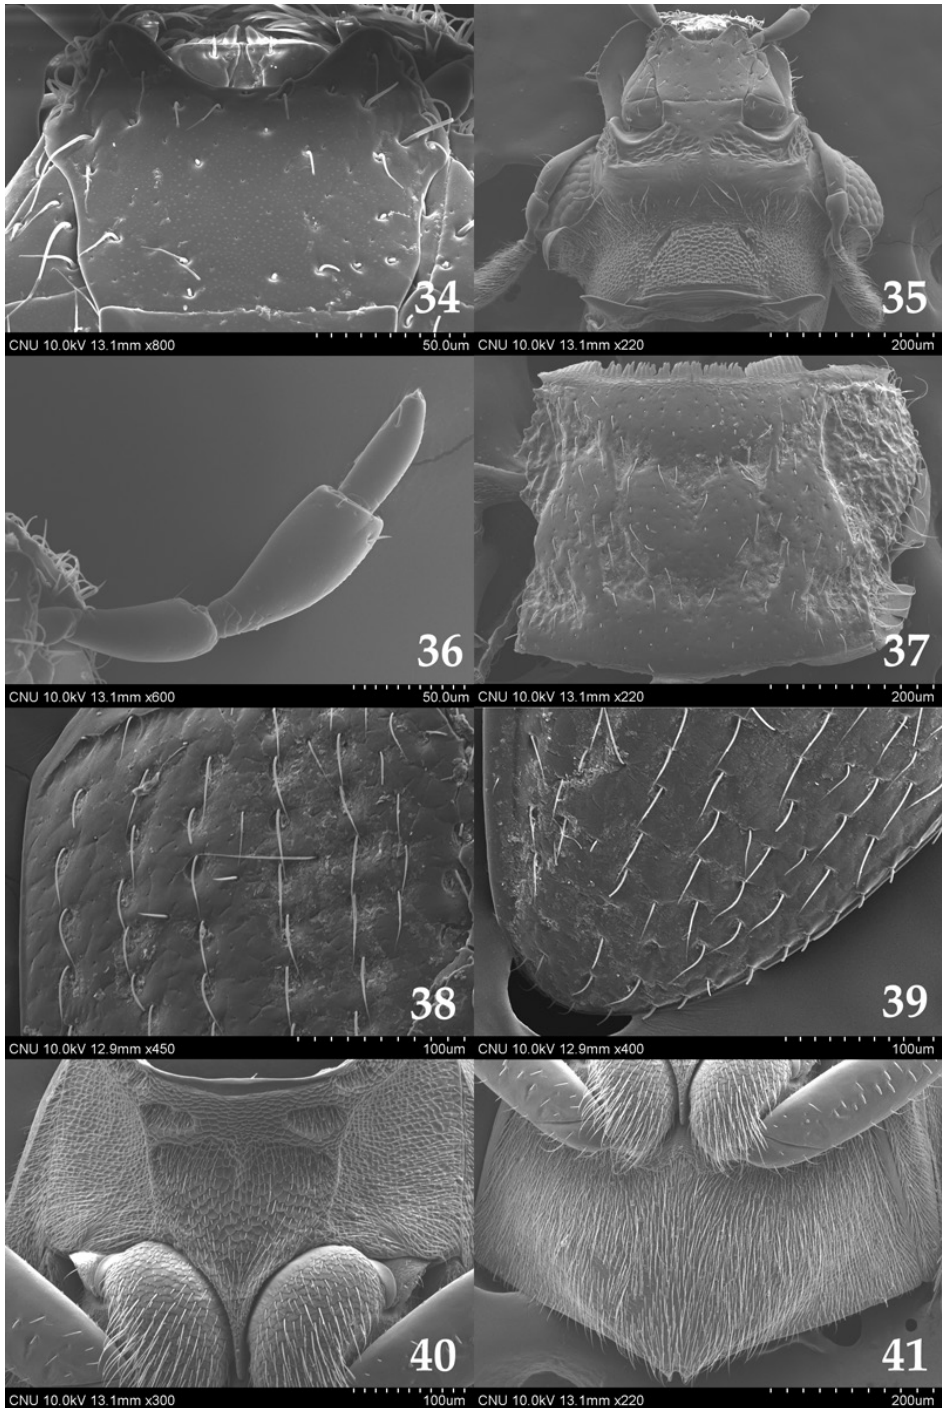 34
CNU 10.0kV 13.1mm x800 50.0um
35
CNU 10.0kV 13.1mm x220 200um
36
CNU 10.0kV 13.1mm x600 50.0um
37
CNU 10.0kV 13.1mm x220 200um
38
CNU 10.0kV 12.9mm x450 100um
39
CNU 10.0kV 12.9mm x400 100um
40
CNU 10.0kV 13.1mm x300 100um
41
CNU 10.0kV 13.1mm x220 200um